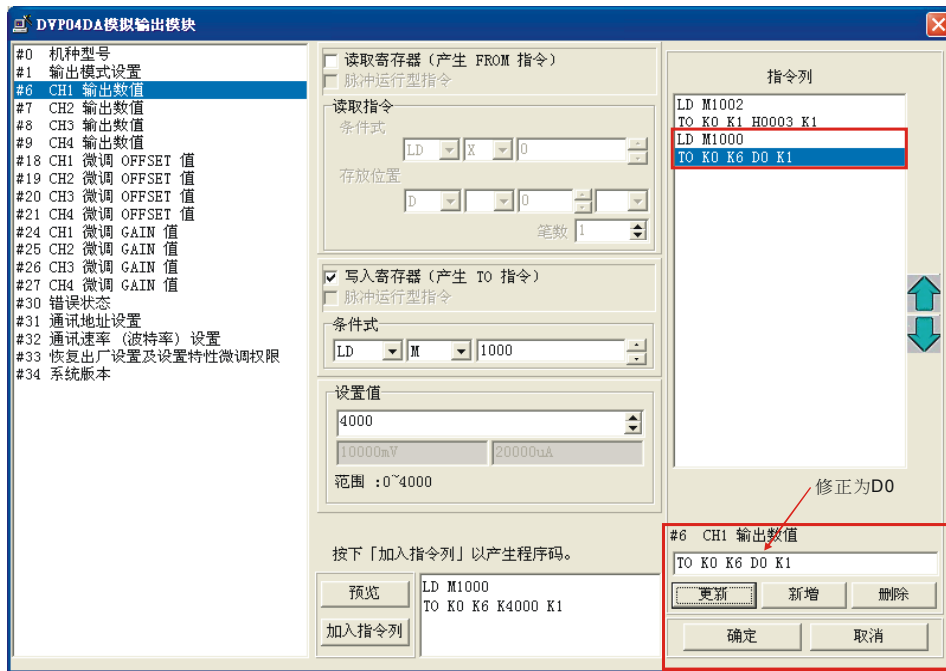 DVP04DA模拟输出模块
#0 机种型号
#1 输出模式设置
#6 CH1 输出数值
#7 CH2 输出数值
#8 CH3 输出数值
#9 CH4 输出数值
#18 CH1 微调 OFFSET 值
#19 CH2 微调 OFFSET 值
#20 CH3 微调 OFFSET 值
#21 CH4 微调 OFFSET 值
#24 CH1 微调 GAIN 值
#25 CH2 微调 GAIN 值
#26 CH3 微调 GAIN 值
#27 CH4 微调 GAIN 值
#30 错误状态
#31 通讯地址设置
#32 通讯速率 (波特率) 设置
#33 恢复出厂设置及设置特性微调权限
#34 系统版本
读取寄存器 (产生 FROM 指令)
脉冲运行型指令
读取指令
条件式
LD X 0
存放位置
D 0
笔数 1
写入寄存器 (产生 TO 指令)
脉冲运行型指令
条件式
LD M 1000
设置值
4000
10000mV 20000uA
范围 :0~4000
按下「加入指令列」以产生程序码。
预览
加入指令列
LD M1000
TO K0 K6 K4000 K1
指令列
LD M1002
TO K0 K1 H0003 K1
LD M1000
TO K0 K6 D0 K1
修正为D0
#6 CH1 输出数值
TO K0 K6 D0 K1
更新 新增 删除
确定 取消